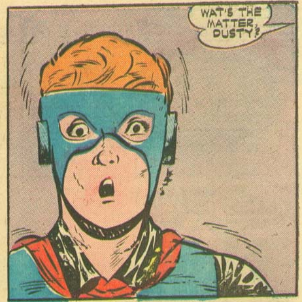 WAT'S THE
MATTER,
DUSTY?